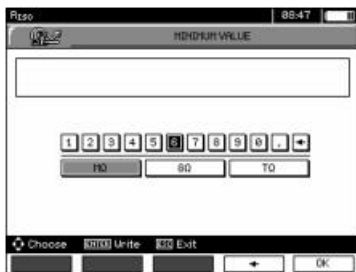 RISO 08:47
MINIMUM VALUE
1 2 3 4 5 6 7 8 9 0 . ←
MΩ GΩ TΩ
Choose ENTER Write ESC Exit
← OK